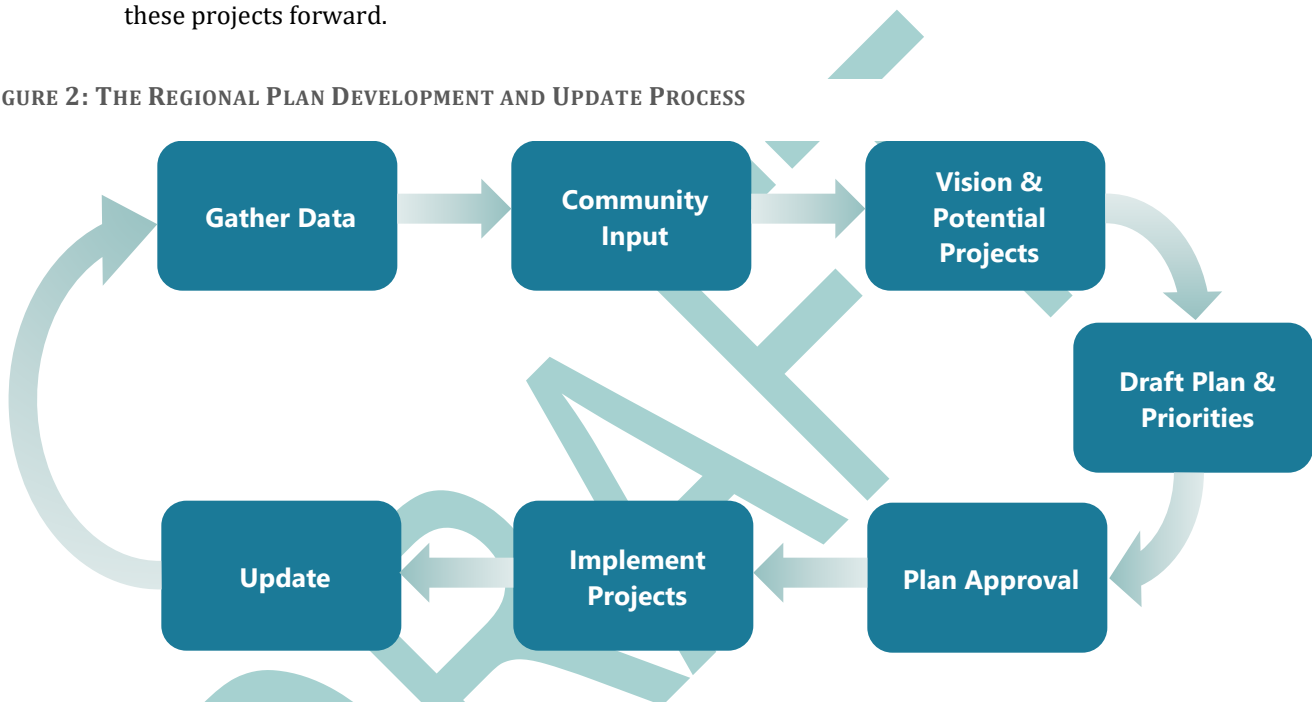 these projects forward.
GURE 2: THE REGIONAL PLAN DEVELOPMENT AND UPDATE PROCESS
Gather Data
Community
Input
Vision &
Potential
Projects
Draft Plan &
Priorities
Plan Approval
Implement
Projects
Update